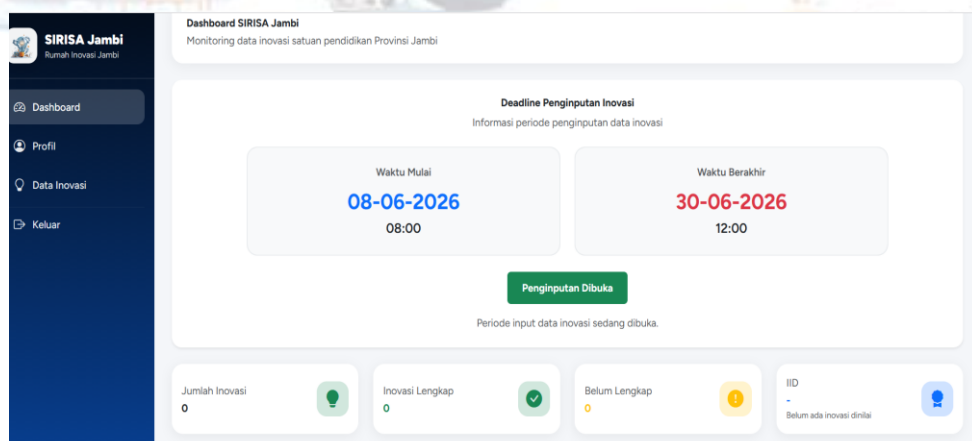 SIRISA Jambi
Rumah Inovasi Jambi
Dashboard
Profil
Data Inovasi
Keluar
Dashboard SIRISA Jambi
Monitoring data inovasi satuan pendidikan Provinsi Jambi
Deadline Penginputan Inovasi
Informasi periode penginputan data inovasi
Waktu Mulai
08-06-2026
08:00
Waktu Berakhir
30-06-2026
12:00
Penginputan Dibuka
Periode input data inovasi sedang dibuka.
Jumlah Inovasi
0
Inovasi Lengkap
0
Belum Lengkap
0
IID
-
Belum ada inovasi dinilai